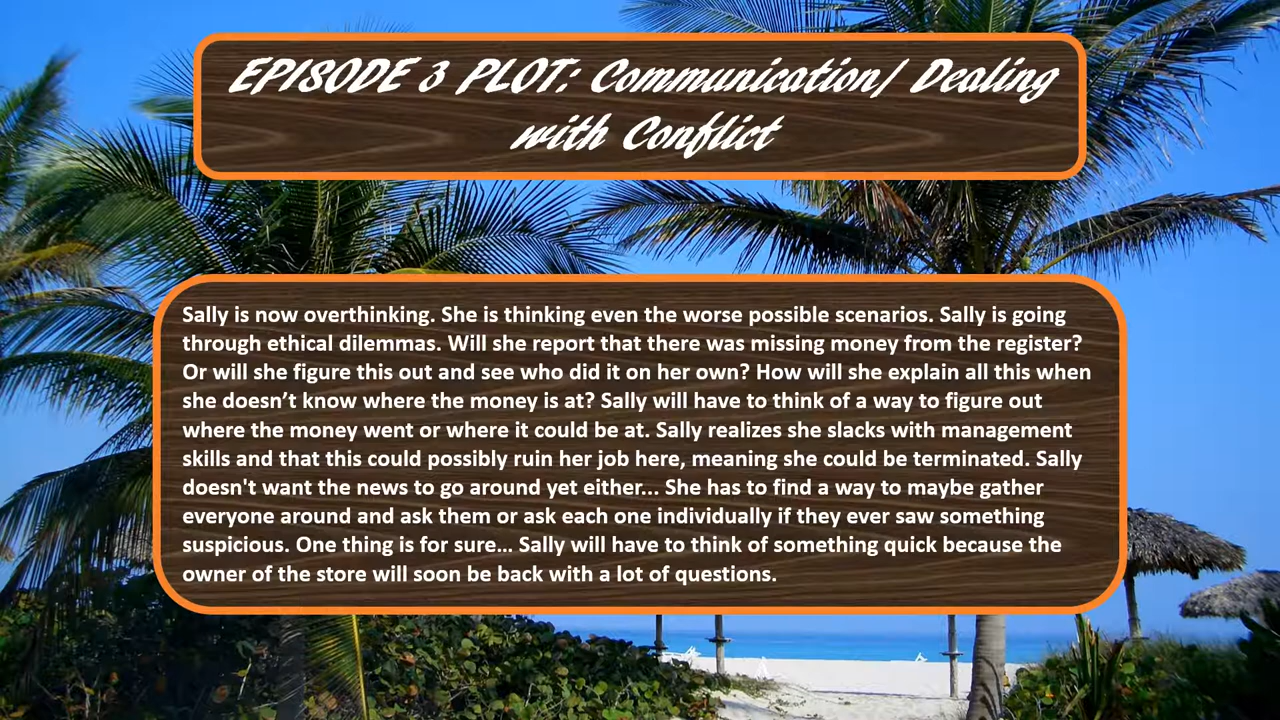 EPISODE 3 PLOT: Communication/ Dealing
with Conflict
Sally is now overthinking. She is thinking even the worse possible scenarios. Sally is going
through ethical dilemmas. Will she report that there was missing money from the register?
Or will she figure this out and see who did it on her own? How will she explain all this when
she doesn’t know where the money is at? Sally will have to think of a way to figure out
where the money went or where it could be at. Sally realizes she slacks with management
skills and that this could possibly ruin her job here, meaning she could be terminated. Sally
doesn't want the news to go around yet either... She has to find a way to maybe gather
everyone around and ask them or ask each one individually if they ever saw something
suspicious. One thing is for sure… Sally will have to think of something quick because the
owner of the store will soon be back with a lot of questions.